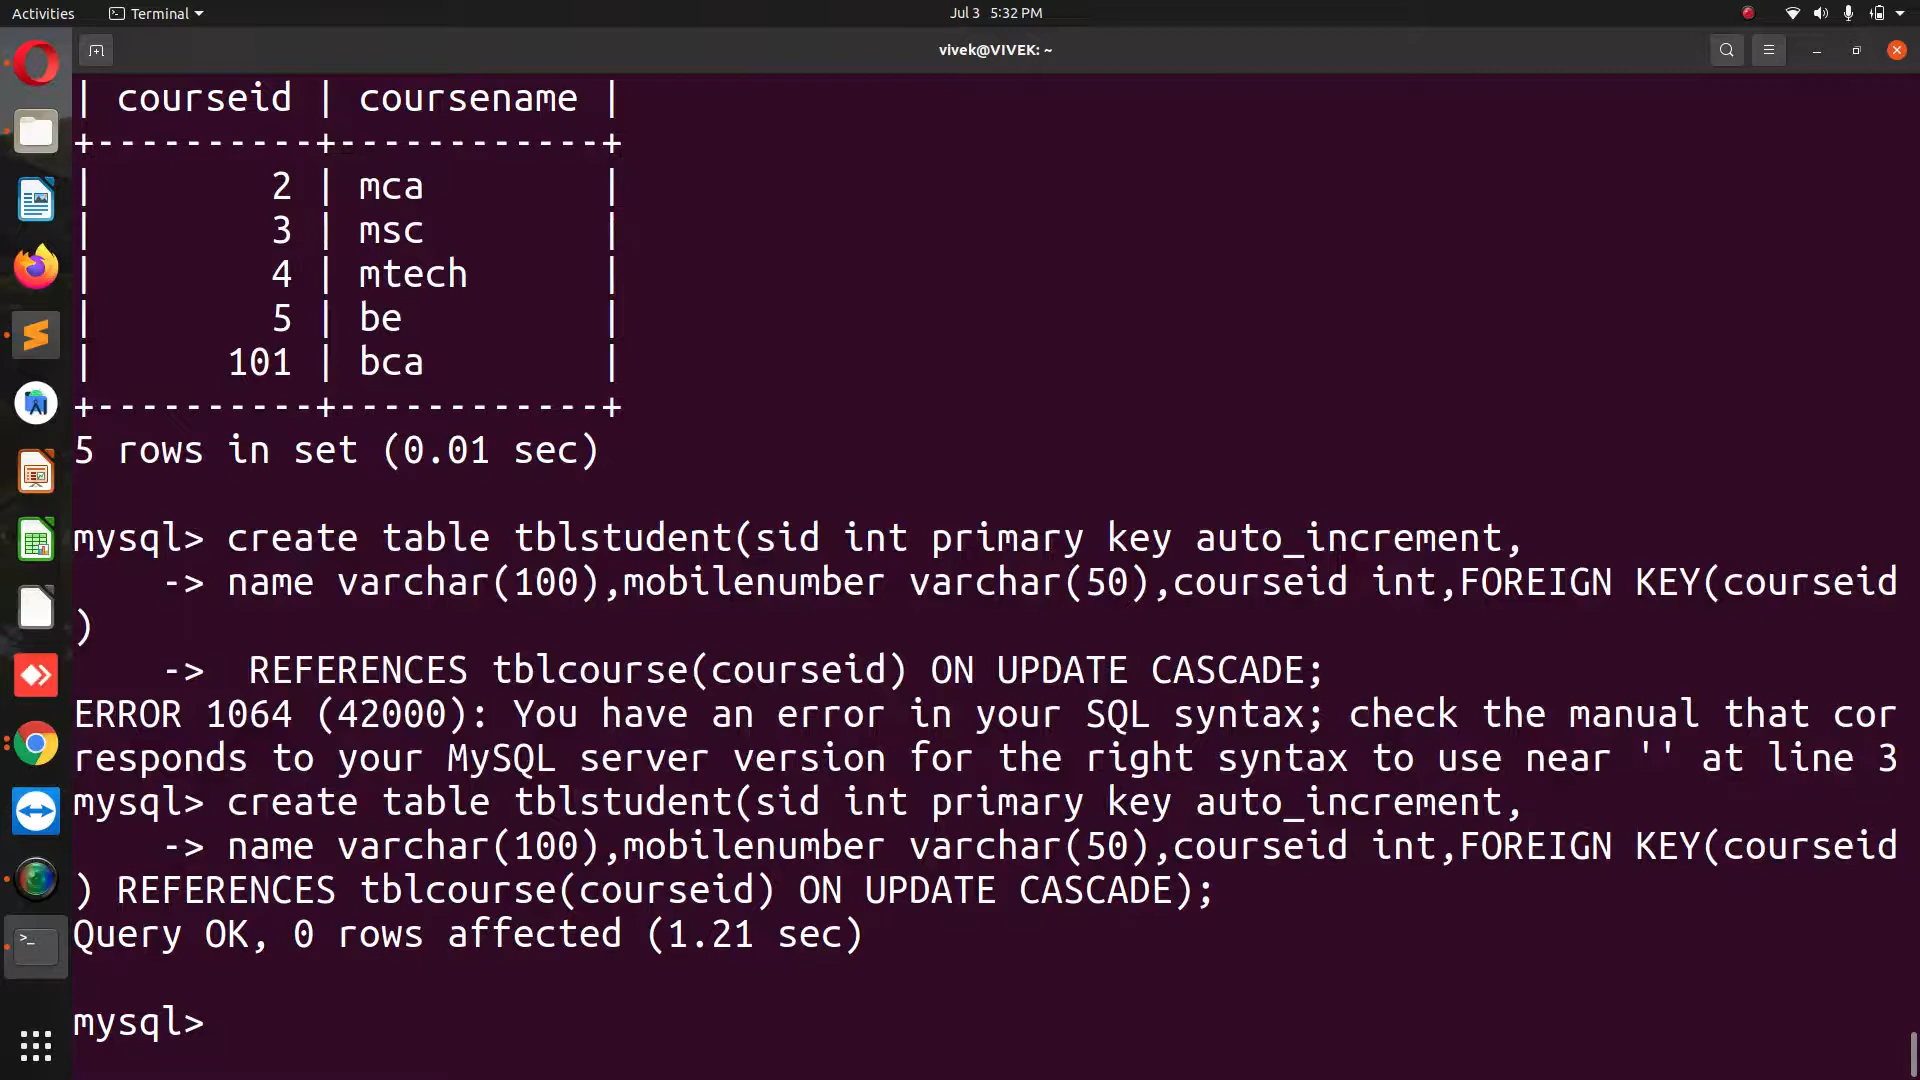 Activities Terminal Jul 3 5:32 PM
vivek@VIVEK: ~
| courseid | coursename |
+----------+------------+
|        2 | mca        |
|        3 | msc        |
|        4 | mtech      |
|        5 | be         |
|      101 | bca        |
+----------+------------+
5 rows in set (0.01 sec)
mysql> create table tblstudent(sid int primary key auto_increment,
    -> name varchar(100),mobilenumber varchar(50),courseid int,FOREIGN KEY(courseid
)
    ->  REFERENCES tblcourse(courseid) ON UPDATE CASCADE;
ERROR 1064 (42000): You have an error in your SQL syntax; check the manual that cor
responds to your MySQL server version for the right syntax to use near '' at line 3
mysql> create table tblstudent(sid int primary key auto_increment,
    -> name varchar(100),mobilenumber varchar(50),courseid int,FOREIGN KEY(courseid
) REFERENCES tblcourse(courseid) ON UPDATE CASCADE);
Query OK, 0 rows affected (1.21 sec)
mysql>